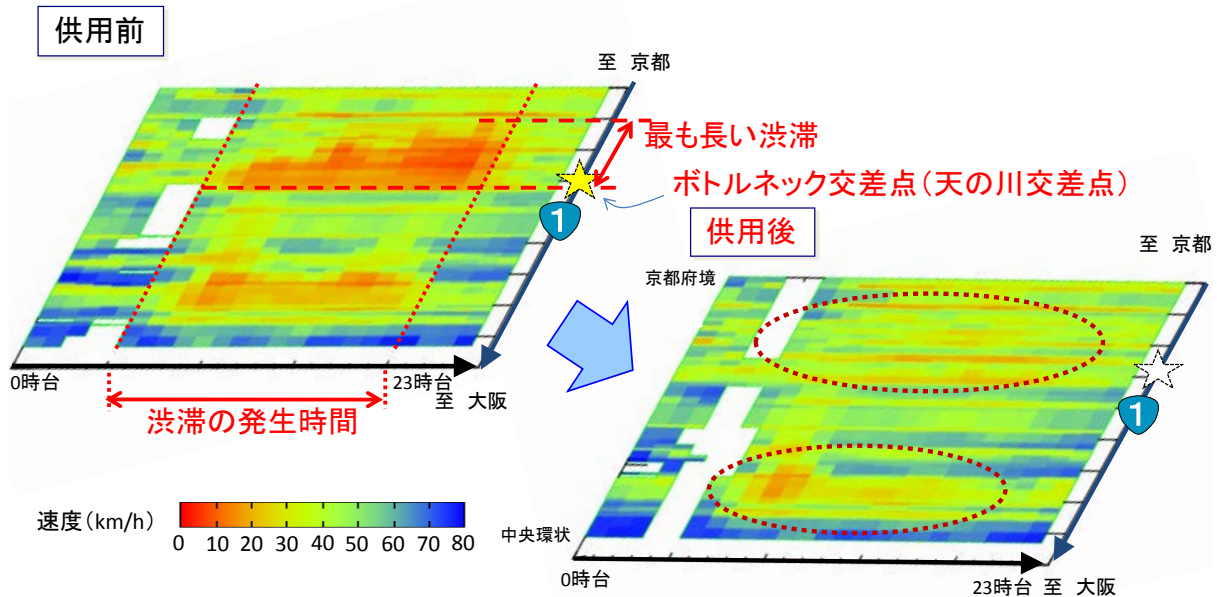 供用前
至 京都
最も長い渋滞
ボトルネック交差点(天の川交差点)
1
0時台
23時台
至 大阪
渋滞の発生時間
供用後
至 京都
京都府境
1
中央環状
0時台
23時台 至 大阪
速度(km/h)
0 10 20 30 40 50 60 70 80